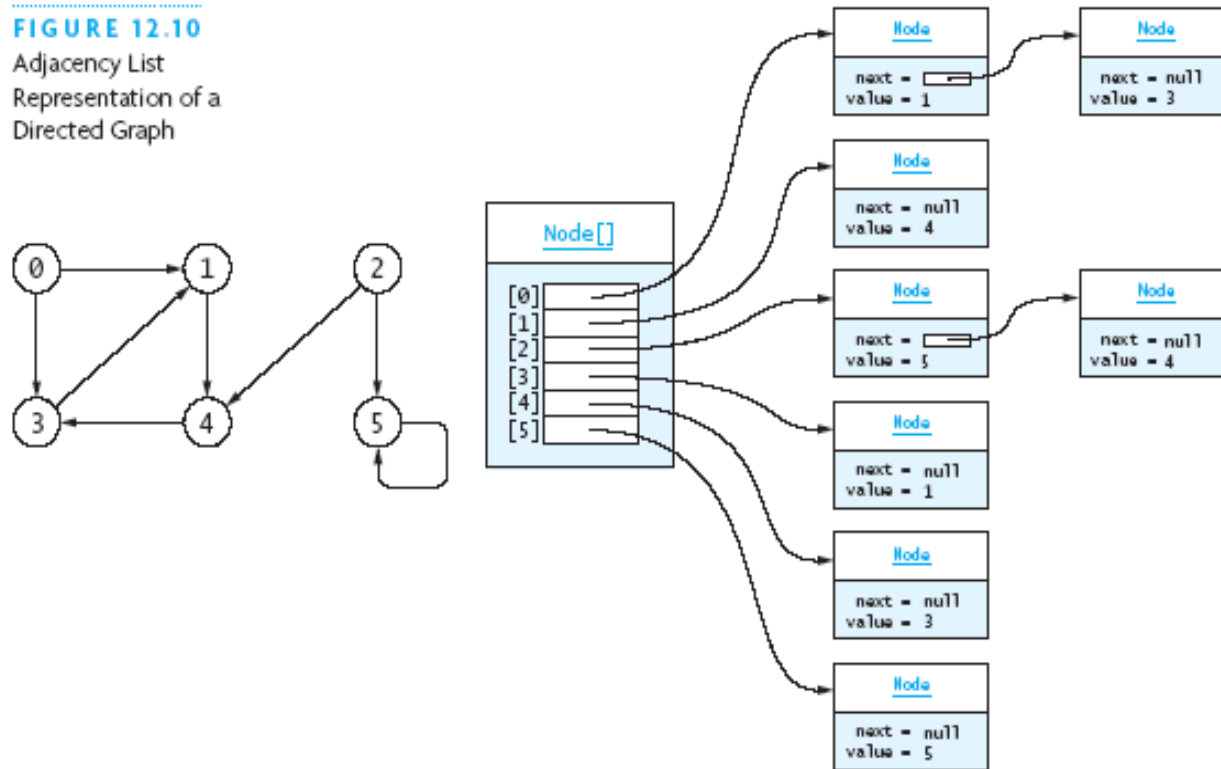 FIGURE 12.10
Adjacency List
Representation of a
Directed Graph
0
1
2
3
4
5
Node[]
[0]
[1]
[2]
[3]
[4]
[5]
Node
next =
value = 1
Node
next = null
value = 3
Node
next = null
value = 4
Node
next =
value = 5
Node
next = null
value = 4
Node
next = null
value = 1
Node
next = null
value = 3
Node
next = null
value = 5